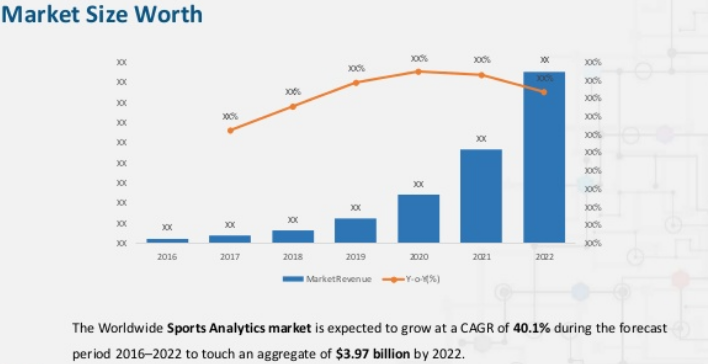 Market Size Worth
XX XX XX% XX% XX% XX XX%
XX XX% XX% XX%
XX XX% XX%
XX XX%
XX XX XX%
XX XX%
XX XX XX%
XX XX%
XX XX XX XX XX%
XX XX%
XX%
2016 2017 2018 2019 2020 2021 2022
Market Revenue Y-o-Y(%)
The Worldwide Sports Analytics market is expected to grow at a CAGR of 40.1% during the forecast
period 2016–2022 to touch an aggregate of $3.97 billion by 2022.